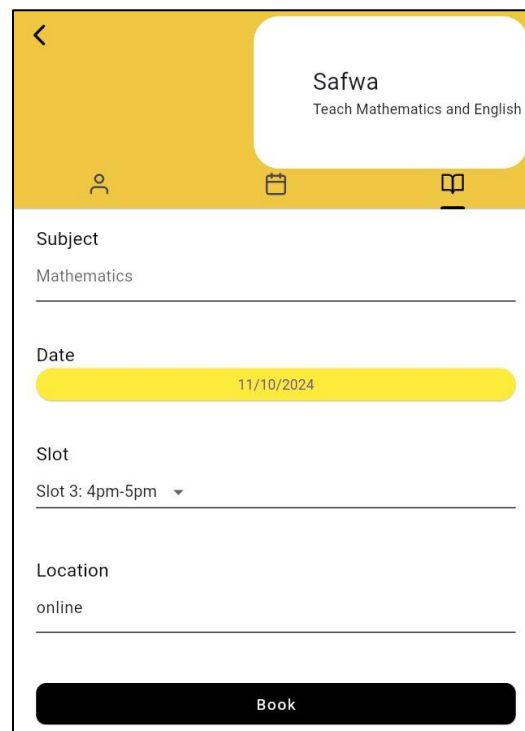 Safwa
Teach Mathematics and English
Subject
Mathematics
Date
11/10/2024
Slot
Slot 3: 4pm-5pm
Location
online
Book